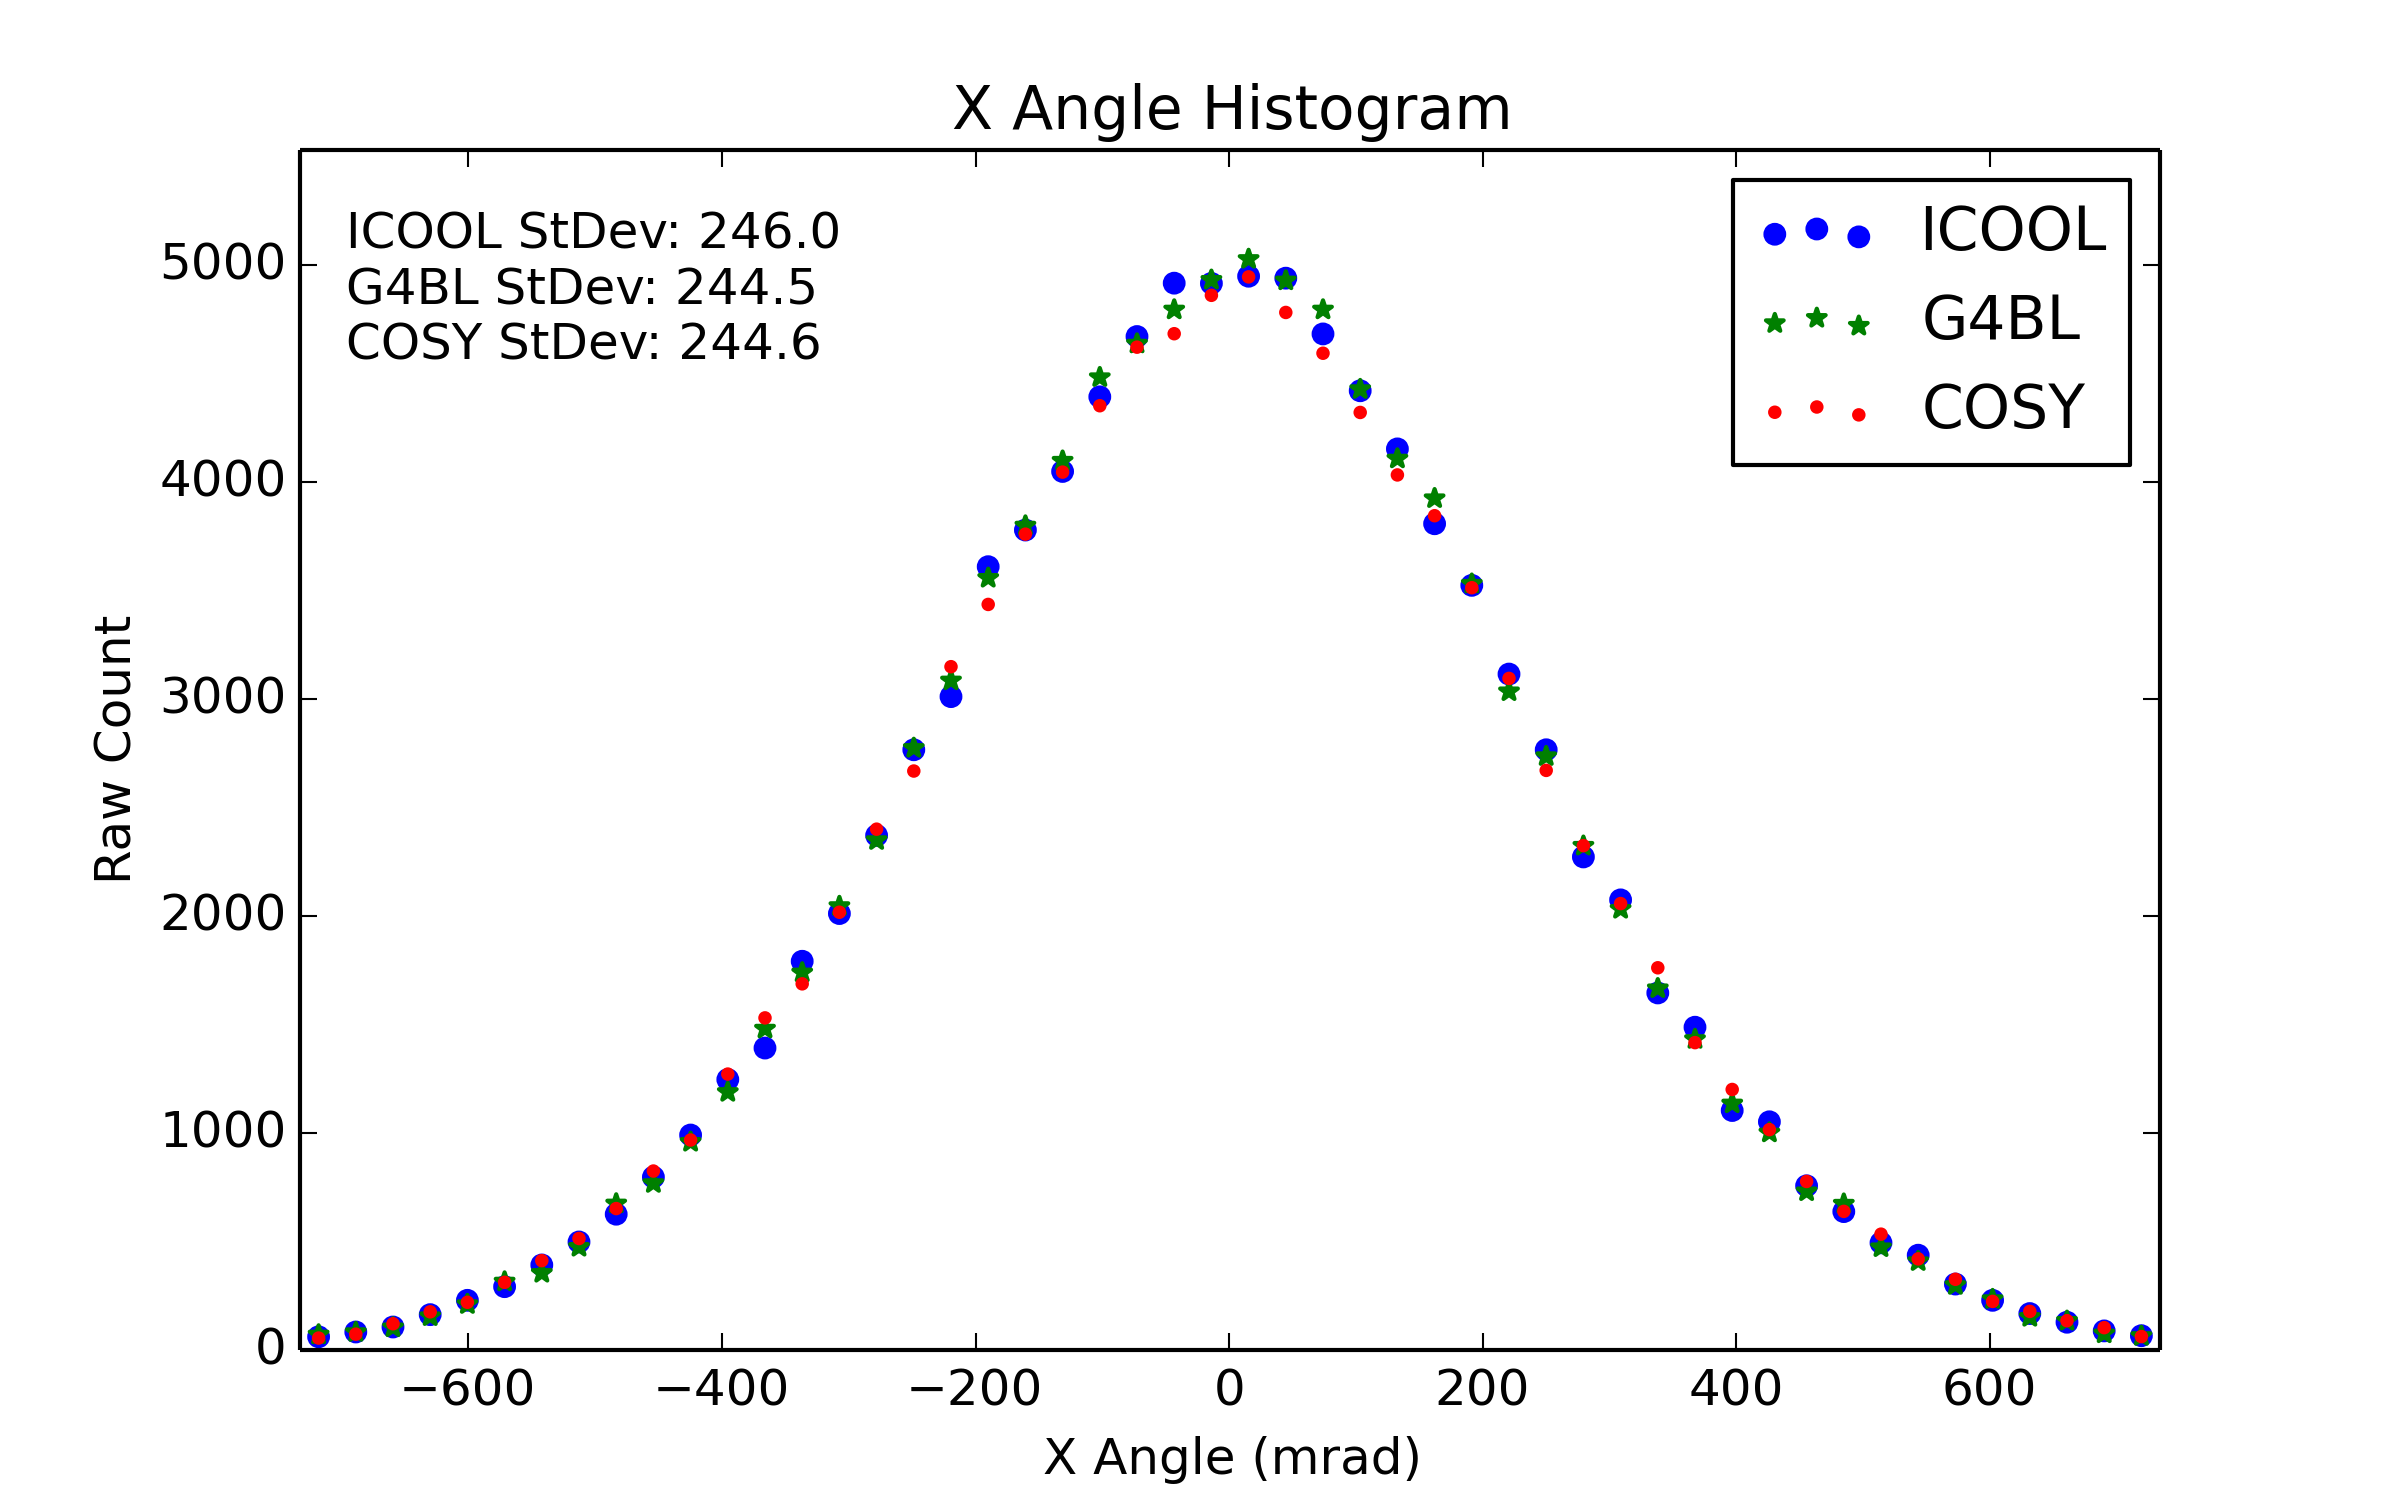 X Angle Histogram
ICOOL StDev: 246.0
G4BL StDev: 244.5
COSY StDev: 244.6
ICOOL
G4BL
COSY
Raw Count
5000
4000
3000
2000
1000
0
−600 −400 −200 0 200 400 600
X Angle (mrad)